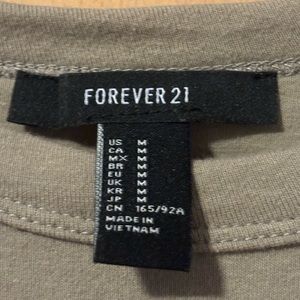 FOREVER 21
US M
CA M
MX M
BR M
EU M
UK M
KR M
JP M
CN 165/92A
MADE IN
VIETNAM